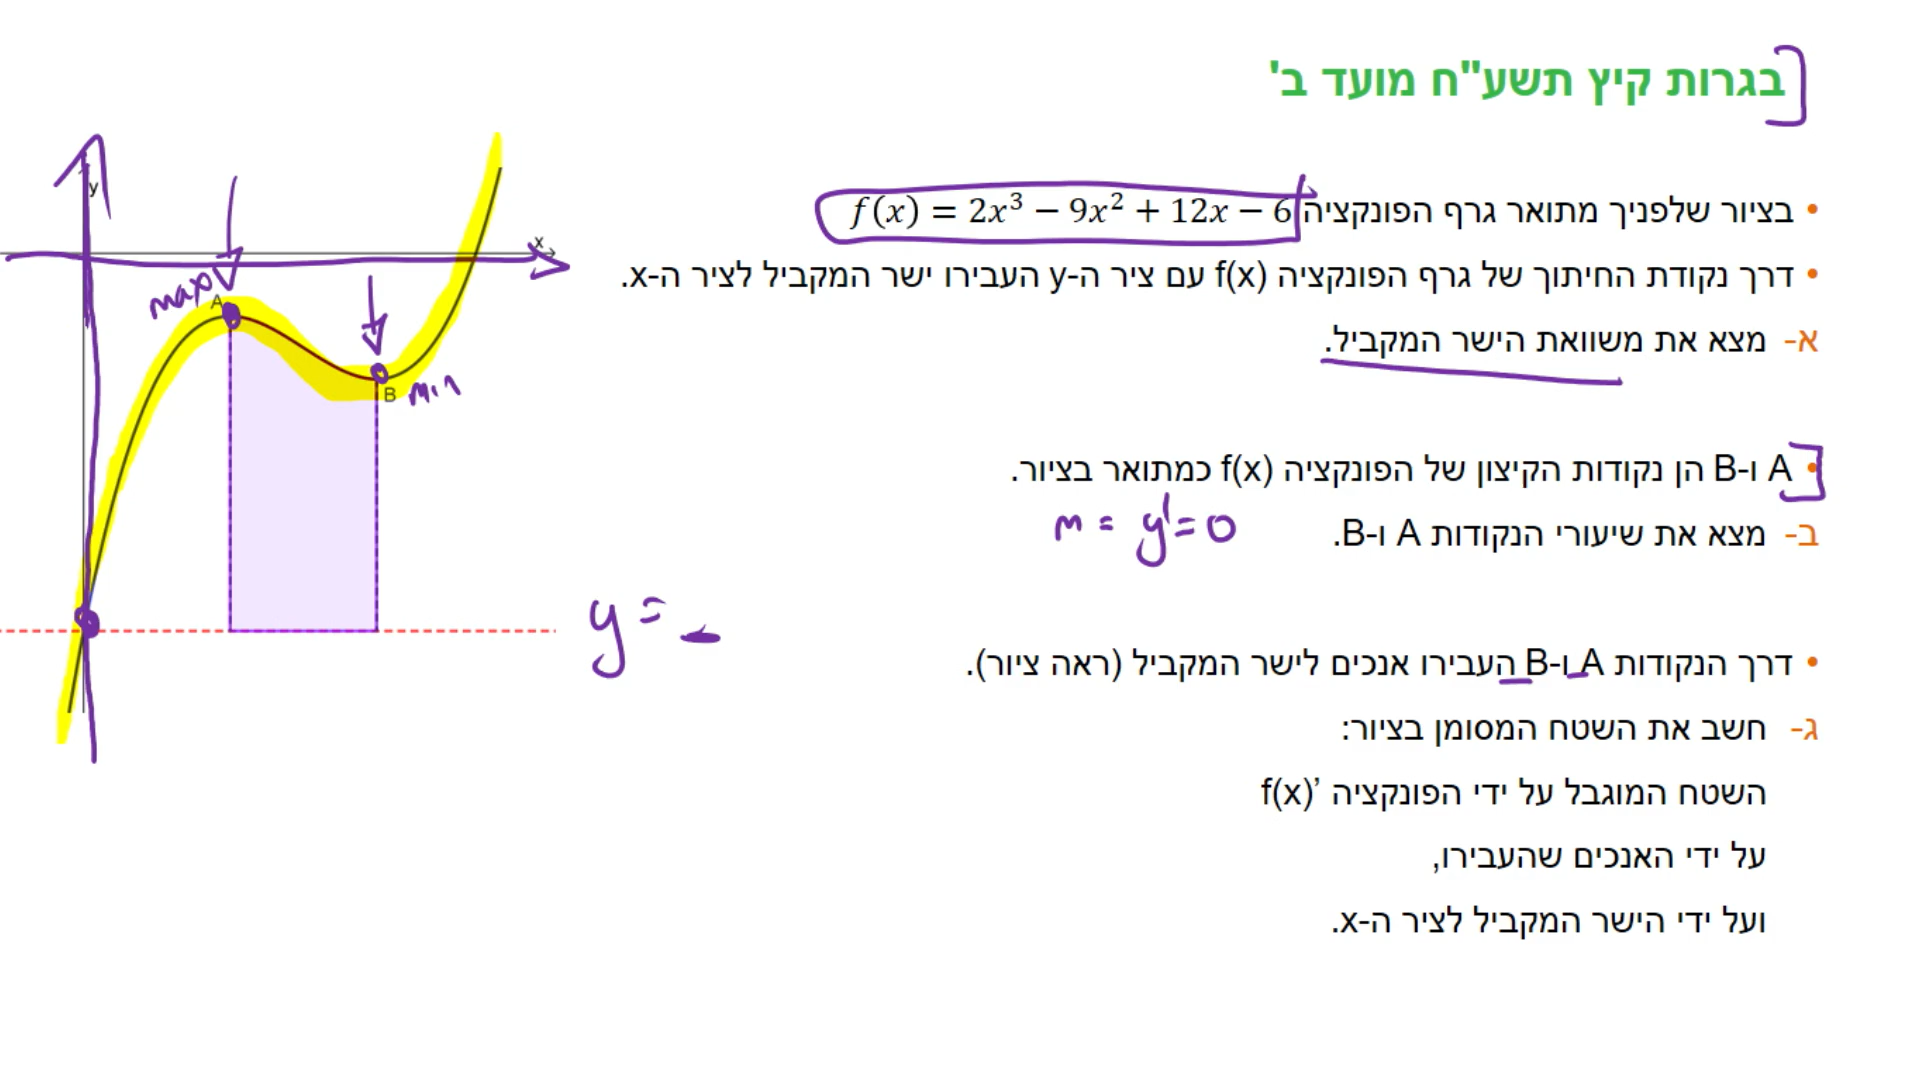 בגרות קיץ תשע"ח מועד ב'
• בציור שלפניך מתואר גרף הפונקציה f(x) = 2x³ − 9x² + 12x − 6
• דרך נקודת החיתוך של גרף הפונקציה f(x) עם ציר ה-y העבירו ישר המקביל לציר ה-x.
א- מצא את משוואת הישר המקביל.
• A ו-B הן נקודות הקיצון של הפונקציה f(x) כמתואר בציור.
ב- מצא את שיעורי הנקודות A ו-B.
m = y' = 0
• דרך הנקודות A ו-B העבירו אנכים לישר המקביל (ראה ציור).
ג- חשב את השטח המסומן בציור:
השטח המוגבל על ידי הפונקציה f(x)’
על ידי האנכים שהעבירו,
ועל ידי הישר המקביל לציר ה-x.
y
x
max
A
B
min
y = –